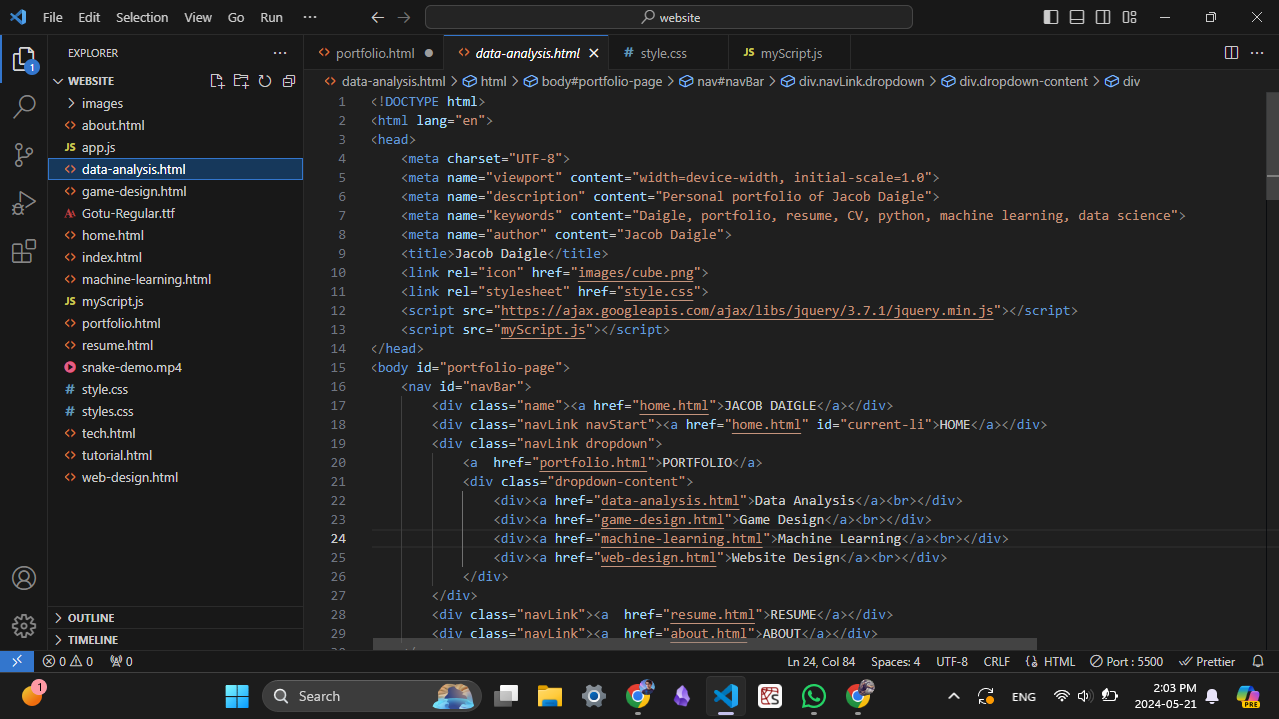 File Edit Selection View Go Run ···
website
EXPLORER ···
WEBSITE
images
about.html
JS app.js
data-analysis.html
game-design.html
Gotu-Regular.ttf
home.html
index.html
machine-learning.html
JS myScript.js
portfolio.html
resume.html
snake-demo.mp4
# style.css
# styles.css
tech.html
tutorial.html
web-design.html
OUTLINE
TIMELINE
1
portfolio.html
data-analysis.html
# style.css
JS myScript.js
data-analysis.html > html > body#portfolio-page > nav#navBar > div.navLink.dropdown > div.dropdown-content > div
1 <!DOCTYPE html>
2 <html lang="en">
3 <head>
4 <meta charset="UTF-8">
5 <meta name="viewport" content="width=device-width, initial-scale=1.0">
6 <meta name="description" content="Personal portfolio of Jacob Daigle">
7 <meta name="keywords" content="Daigle, portfolio, resume, CV, python, machine learning, data science">
8 <meta name="author" content="Jacob Daigle">
9 <title>Jacob Daigle</title>
10 <link rel="icon" href="images/cube.png">
11 <link rel="stylesheet" href="style.css">
12 <script src="https://ajax.googleapis.com/ajax/libs/jquery/3.7.1/jquery.min.js"></script>
13 <script src="myScript.js"></script>
14 </head>
15 <body id="portfolio-page">
16 <nav id="navBar">
17 <div class="name"><a href="home.html">JACOB DAIGLE</a></div>
18 <div class="navLink navStart"><a href="home.html" id="current-li">HOME</a></div>
19 <div class="navLink dropdown">
20 <a  href="portfolio.html">PORTFOLIO</a>
21 <div class="dropdown-content">
22 <div><a href="data-analysis.html">Data Analysis</a><br></div>
23 <div><a href="game-design.html">Game Design</a><br></div>
24 <div><a href="machine-learning.html">Machine Learning</a><br></div>
25 <div><a href="web-design.html">Website Design</a><br></div>
26 </div>
27 </div>
28 <div class="navLink"><a  href="resume.html">RESUME</a></div>
29 <div class="navLink"><a  href="about.html">ABOUT</a></div>
0 0 0
Ln 24, Col 84 Spaces: 4 UTF-8 CRLF HTML Port : 5500 Prettier
1
Search
ENG
2:03 PM
2024-05-21
PRE